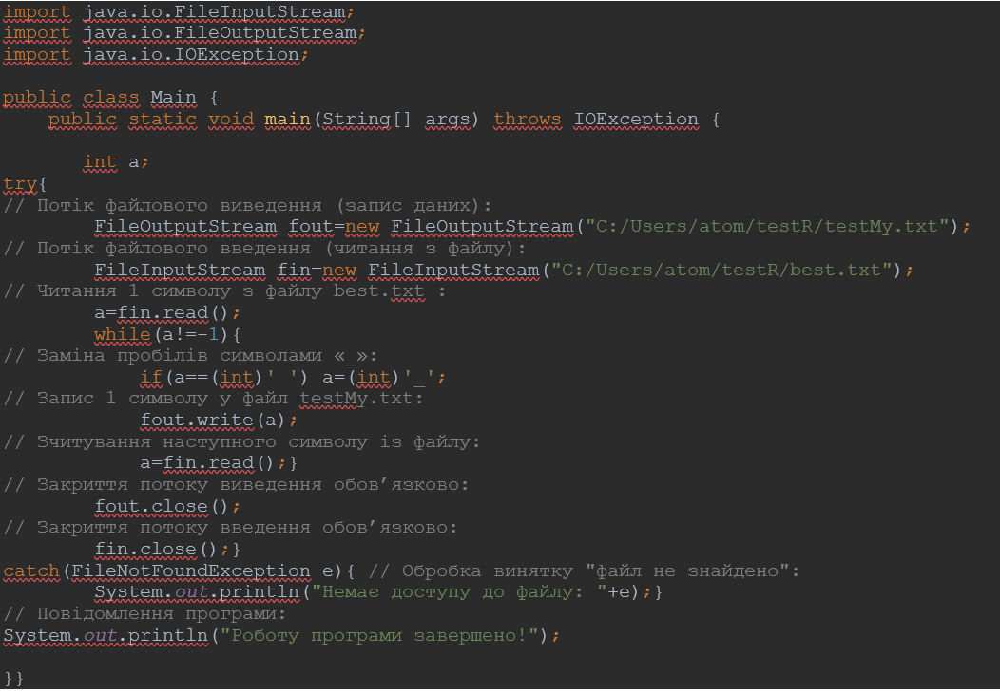 import java.io.FileInputStream;
import java.io.FileOutputStream;
import java.io.IOException;
public class Main {
public static void main(String[] args) throws IOException {
int a;
try{
// Потік файлового виведення (запис даних):
FileOutputStream fout=new FileOutputStream("C:/Users/atom/testR/testMy.txt");
// Потік файлового введення (читання з файлу):
FileInputStream fin=new FileInputStream("C:/Users/atom/testR/best.txt");
// Читання 1 символу з файлу best.txt :
a=fin.read();
while(a!=-1){
// Заміна пробілів символами «_»:
if(a==(int)' ') a=(int)'_';
// Запис 1 символу у файл testMy.txt:
fout.write(a);
// Зчитування наступного символу із файлу:
a=fin.read();}
// Закриття потоку виведення обов’язково:
fout.close();
// Закриття потоку введення обов’язково:
fin.close();}
catch(FileNotFoundException e){ // Обробка винятку "файл не знайдено":
System.out.println("Немає доступу до файлу: "+e);}
// Повідомлення програми:
System.out.println("Роботу програми завершено!");
}}